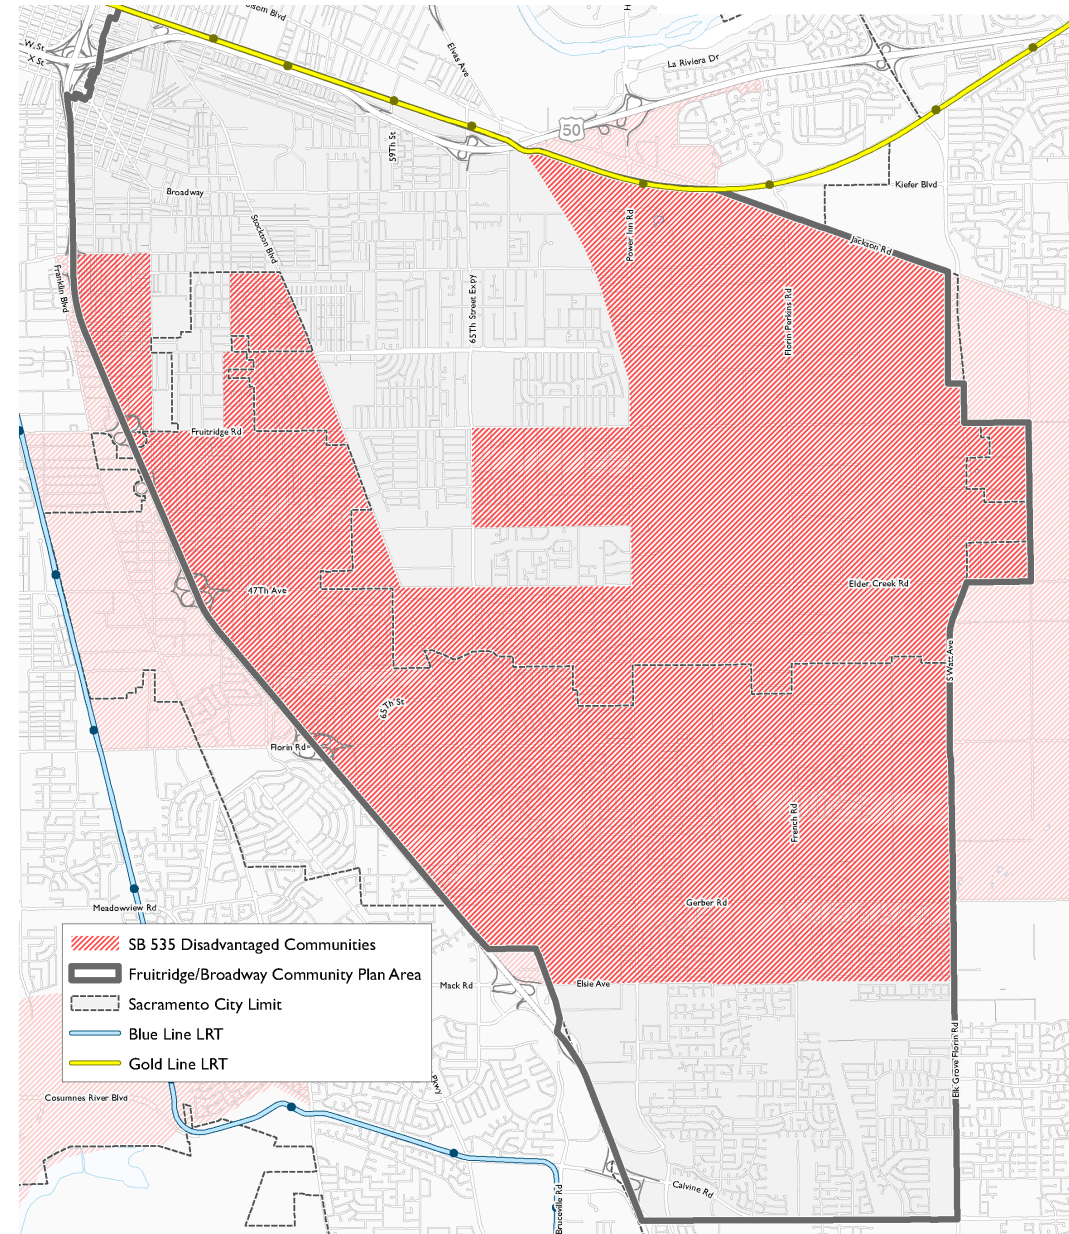 olsom Blvd
H
W. St
X St
Elvas Ave
La Riviera Dr
50
59Th St
Kiefer Blvd
Broadway
Stockton Blvd
Power Inn Rd
Jackson Rd
Franklin Blvd
65Th Street Expy
Florin Perkins Rd
Fruitridge Rd
47Th Ave
Elder Creek Rd
S Watt Ave
65Th St
Florin Rd
French Rd
Gerber Rd
Meadowview Rd
SB 535 Disadvantaged Communities
Fruitridge/Broadway Community Plan Area
Sacramento City Limit
Blue Line LRT
Gold Line LRT
Mack Rd
Elsie Ave
Elk Grove Florin Rd
Pkwy
Cosumnes River Blvd
Calvine Rd
Bruceville Rd